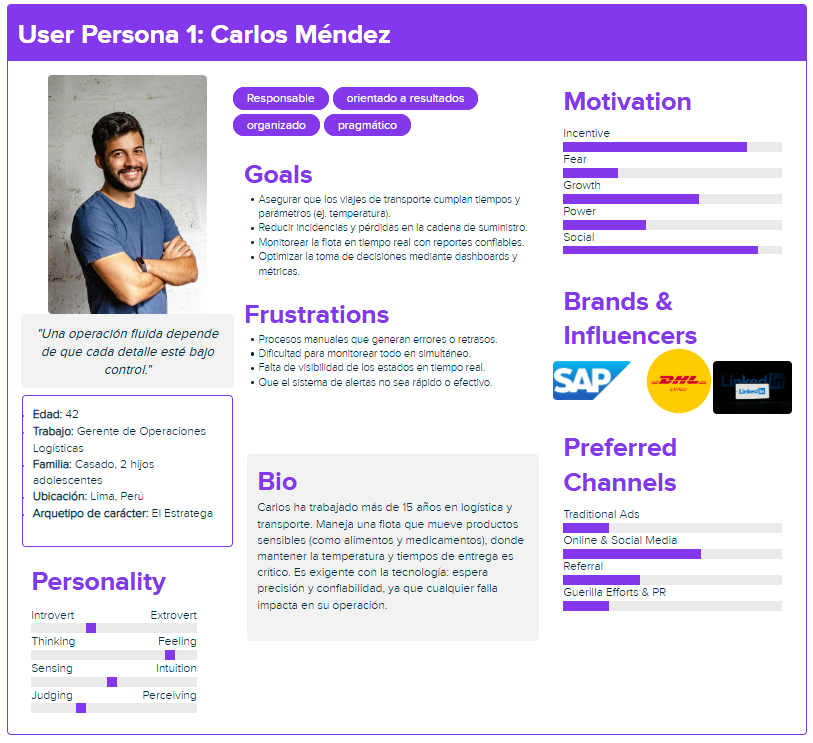 User Persona 1: Carlos Méndez
"Una operación fluida depende
de que cada detalle esté bajo
control."
Edad: 42
Trabajo: Gerente de Operaciones
Logísticas
Familia: Casado, 2 hijos
adolescentes
Ubicación: Lima, Perú
Arquetipo de carácter: El Estratega
Personality
Introvert Extrovert
Thinking Feeling
Sensing Intuition
Judging Perceiving
Responsable orientado a resultados
organizado pragmático
Goals
• Asegurar que los viajes de transporte cumplan tiempos y
parámetros (ej. temperatura).
• Reducir incidencias y pérdidas en la cadena de suministro.
• Monitorear la flota en tiempo real con reportes confiables.
• Optimizar la toma de decisiones mediante dashboards y
métricas.
Frustrations
• Procesos manuales que generan errores o retrasos.
• Dificultad para monitorear todo en simultáneo.
• Falta de visibilidad de los estados en tiempo real.
• Que el sistema de alertas no sea rápido o efectivo.
Bio
Carlos ha trabajado más de 15 años en logística y
transporte. Maneja una flota que mueve productos
sensibles (como alimentos y medicamentos), donde
mantener la temperatura y tiempos de entrega es
crítico. Es exigente con la tecnología: espera
precisión y confiabilidad, ya que cualquier falla
impacta en su operación.
Motivation
Incentive
Fear
Growth
Power
Social
Brands &
Influencers
SAP
DHL
LinkedIn
LinkedIn
Preferred
Channels
Traditional Ads
Online & Social Media
Referral
Guerilla Efforts & PR